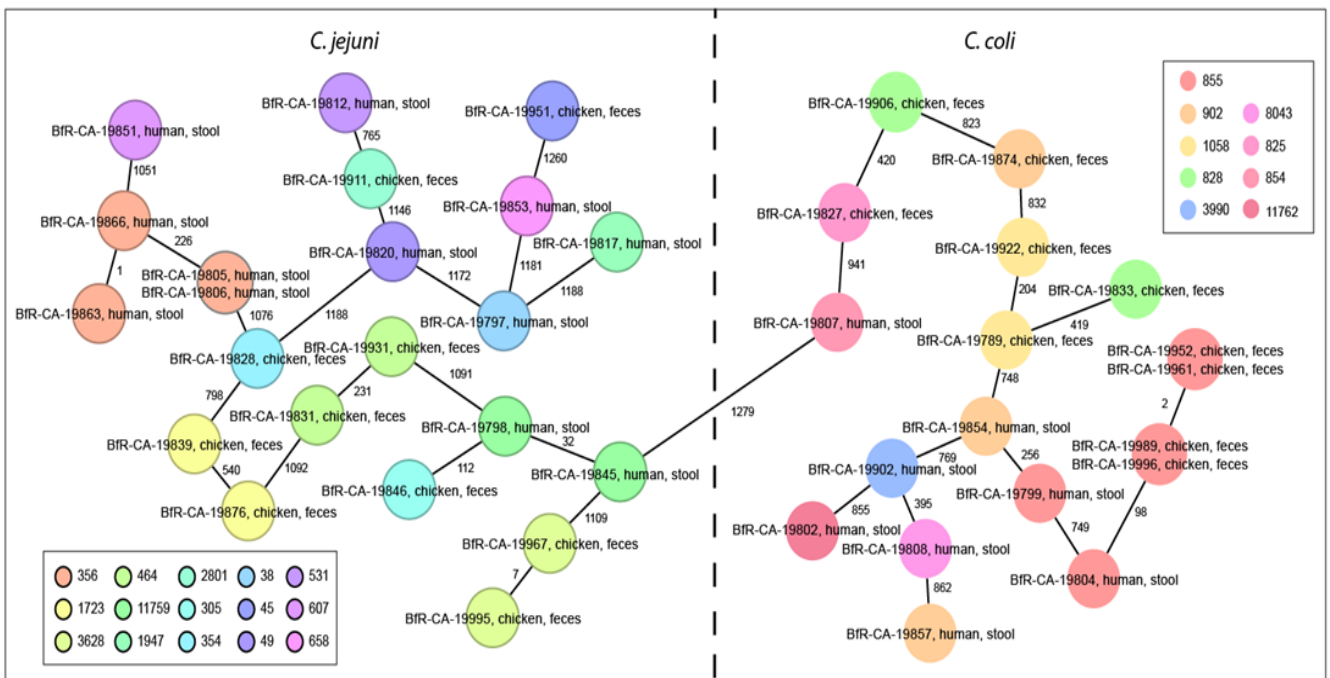 C. jejuni
C. coli
BfR-CA-19851, human, stool
1051
BfR-CA-19866, human, stool
226
1
BfR-CA-19805, human, stool
BfR-CA-19806, human, stool
BfR-CA-19863, human, stool
1076
BfR-CA-19812, human, stool
765
BfR-CA-19911, chicken, feces
1146
BfR-CA-19820, human, stool
1188
1172
BfR-CA-19951, chicken, feces
1260
BfR-CA-19853, human, stool
1181
BfR-CA-19817, human, stool
1188
BfR-CA-19797, human, stool
BfR-CA-19828, chicken, feces
798
BfR-CA-19839, chicken, feces
540
BfR-CA-19876, chicken, feces
1092
BfR-CA-19831, chicken, feces
231
BfR-CA-19931, chicken, feces
1091
BfR-CA-19798, human, stool
32
112
BfR-CA-19846, chicken, feces
BfR-CA-19845, human, stool
1109
BfR-CA-19967, chicken, feces
7
BfR-CA-19995, chicken, feces
1279
356
464
2801
38
531
1723
11759
305
45
607
3628
1947
354
49
658
BfR-CA-19906, chicken, feces
823
420
BfR-CA-19874, chicken, feces
832
BfR-CA-19827, chicken, feces
941
BfR-CA-19807, human, stool
BfR-CA-19922, chicken, feces
204
BfR-CA-19833, chicken, feces
419
BfR-CA-19789, chicken, feces
748
BfR-CA-19952, chicken, feces
BfR-CA-19961, chicken, feces
2
BfR-CA-19854, human, stool
769
256
BfR-CA-19989, chicken, feces
BfR-CA-19996, chicken, feces
BfR-CA-19902, human, stool
855
395
BfR-CA-19799, human, stool
749
98
BfR-CA-19802, human, stool
BfR-CA-19808, human, stool
862
BfR-CA-19804, human, stool
BfR-CA-19857, human, stool
855
902
8043
1058
825
828
854
3990
11762